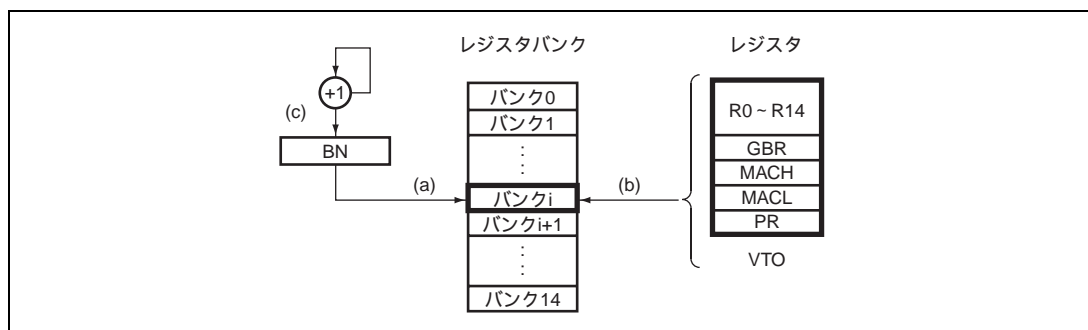 レジスタバンク
レジスタ
+1
(c)
BN
(a)
バンク0
バンク1
:
:
バンクi
バンクi+1
:
:
バンク14
(b)
R0 ~ R14
GBR
MACH
MACL
PR
VTO